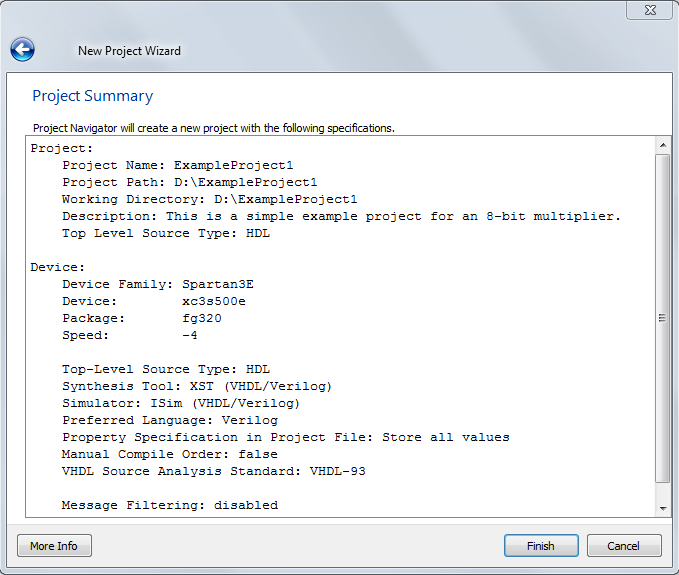 New Project Wizard
Project Summary
Project Navigator will create a new project with the following specifications.
Project:
Project Name: ExampleProject1
Project Path: D:\ExampleProject1
Working Directory: D:\ExampleProject1
Description: This is a simple example project for an 8-bit multiplier.
Top Level Source Type: HDL
Device:
Device Family: Spartan3E
Device: xc3s500e
Package: fg320
Speed: -4
Top-Level Source Type: HDL
Synthesis Tool: XST (VHDL/Verilog)
Simulator: ISim (VHDL/Verilog)
Preferred Language: Verilog
Property Specification in Project File: Store all values
Manual Compile Order: false
VHDL Source Analysis Standard: VHDL-93
Message Filtering: disabled
More Info Finish Cancel